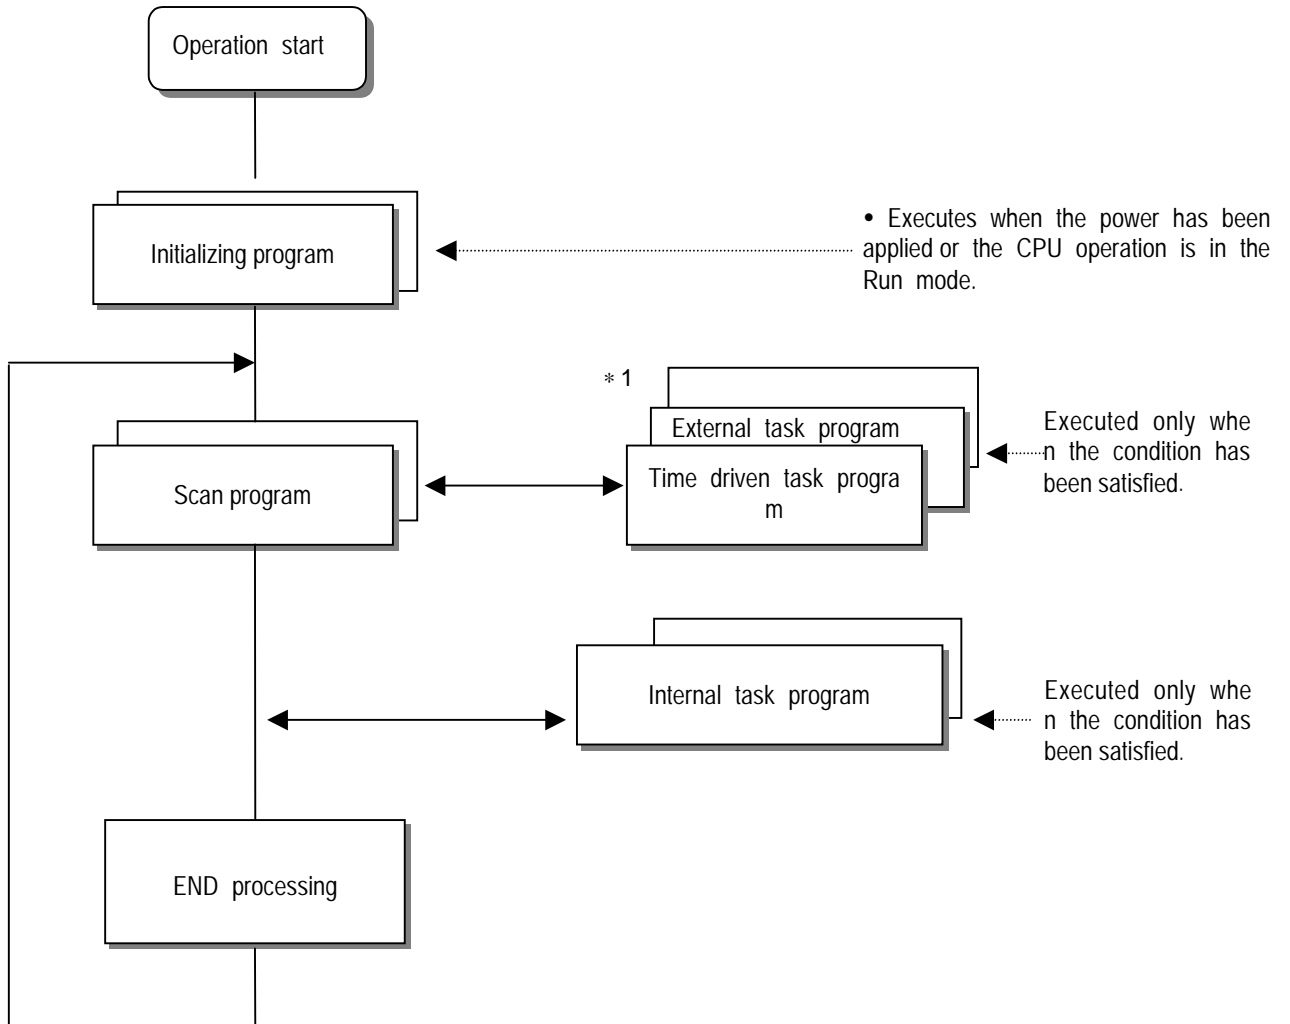 Operation start
Initializing program
• Executes when the power has been
applied or the CPU operation is in the
Run mode.
* 1
External task program
Time driven task progra
m
Executed only whe
n the condition has
been satisfied.
Scan program
Internal task program
Executed only whe
n the condition has
been satisfied.
END processing